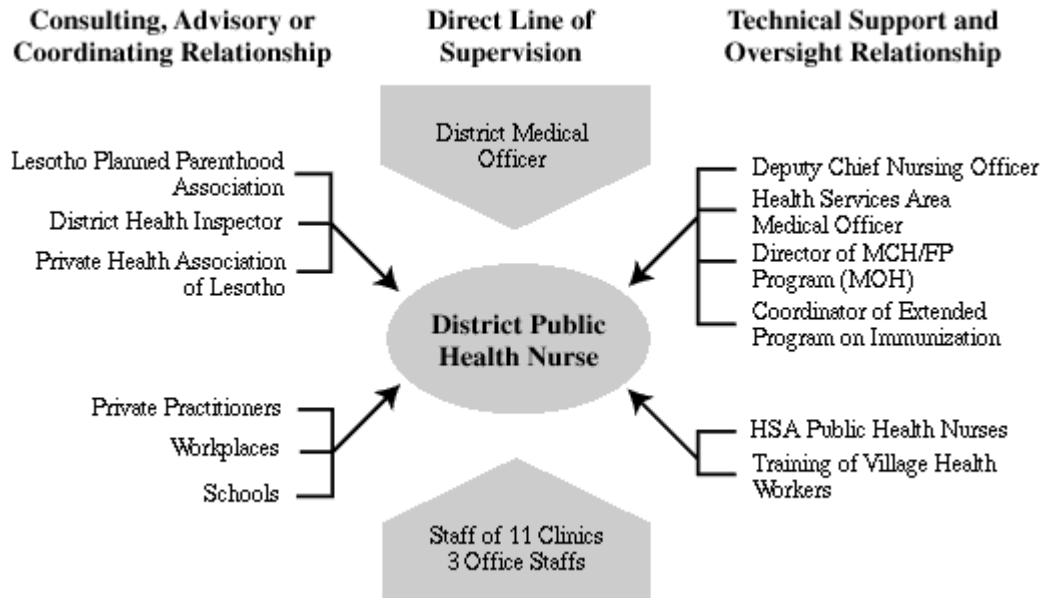 Consulting, Advisory or
Coordinating Relationship
Direct Line of
Supervision
Technical Support and
Oversight Relationship
District Medical
Officer
Lesotho Planned Parenthood
Association
District Health Inspector
Private Health Association
of Lesotho
Deputy Chief Nursing Officer
Health Services Area
Medical Officer
Director of MCH/FP
Program (MOH)
Coordinator of Extended
Program on Immunization
District Public
Health Nurse
Private Practitioners
Workplaces
Schools
HSA Public Health Nurses
Training of Village Health
Workers
Staff of 11 Clinics
3 Office Staffs